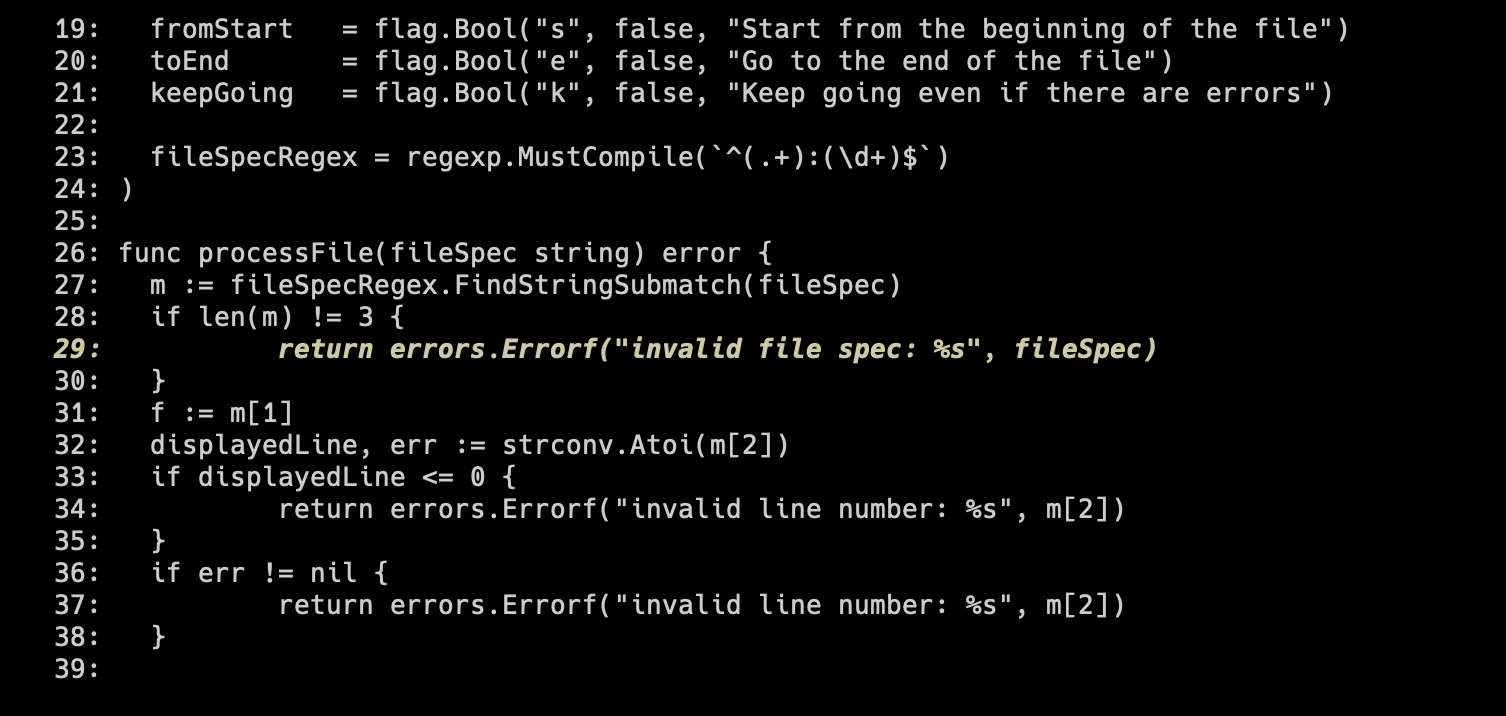 19:   fromStart   = flag.Bool("s", false, "Start from the beginning of the file")
20:   toEnd       = flag.Bool("e", false, "Go to the end of the file")
21:   keepGoing   = flag.Bool("k", false, "Keep going even if there are errors")
22:
23:   fileSpecRegex = regexp.MustCompile(`^(.+):(\d+)$`)
24: )
25:
26: func processFile(fileSpec string) error {
27:   m := fileSpecRegex.FindStringSubmatch(fileSpec)
28:   if len(m) != 3 {
29:           return errors.Errorf("invalid file spec: %s", fileSpec)
30:   }
31:   f := m[1]
32:   displayedLine, err := strconv.Atoi(m[2])
33:   if displayedLine <= 0 {
34:           return errors.Errorf("invalid line number: %s", m[2])
35:   }
36:   if err != nil {
37:           return errors.Errorf("invalid line number: %s", m[2])
38:   }
39: